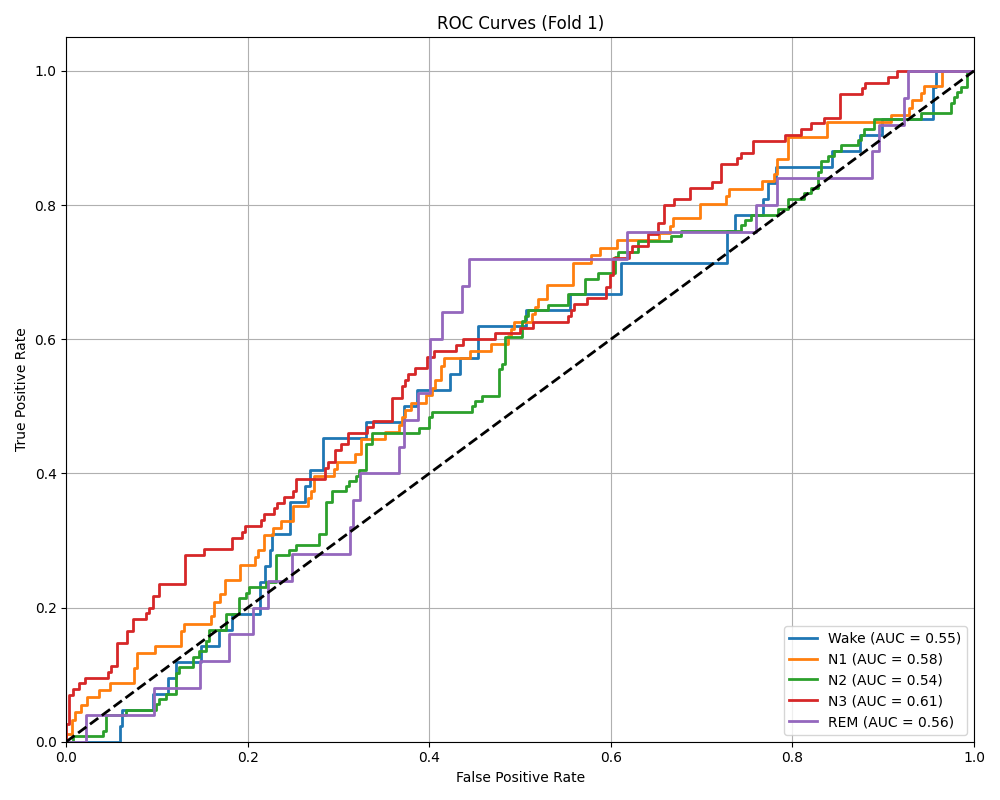 ROC Curves (Fold 1)
1.0
0.8
0.6
0.4
0.2
0.0
True Positive Rate
0.0 0.2 0.4 0.6 0.8 1.0
False Positive Rate
Wake (AUC = 0.55)
N1 (AUC = 0.58)
N2 (AUC = 0.54)
N3 (AUC = 0.61)
REM (AUC = 0.56)